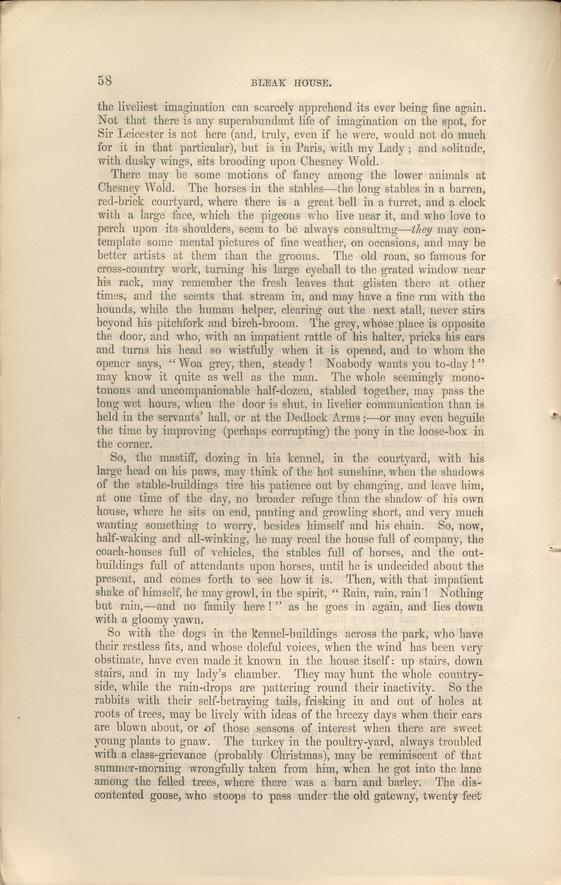 58
BLEAK HOUSE.
the liveliest imagination can scarcely apprehend its ever being fine again.
Not that there is any superabundant life of imagination on the spot, for
Sir Leicester is not here (and, truly, even if he were, would not do much
for it in that particular), but is in Paris, with my Lady ; and solitude,
with dusky wings, sits brooding upon Chesney Wold.
There may be some motions of fancy among the lower animals at
Chesney Wold. The horses in the stables—the long stables in a barren,
red-brick courtyard, where there is a great bell in a turret, and a clock
with a large face, which the pigeons who live near it, and who love to
perch upon its shoulders, seem to be always consulting—they may con-
template some mental pictures of fine weather, on occasions, and may be
better artists at them than the grooms. The old roan, so famous for
cross-country work, turning his large eyeball to the grated window near
his rack, may remember the fresh leaves that glisten there at other
times, and the scents that stream in, and may have a fine run with the
hounds, while the human helper, clearing out the next stall, never stirs
beyond his pitchfork and birch-broom. The grey, whose place is opposite
the door, and who, with an impatient rattle of his halter, pricks his ears
and turns his head so wistfully when it is opened, and to whom the
opener says, “ Woa grey, then, steady ! Noabody wants you to-day ! ”
may know it quite as well as the man. The whole seemingly mono-
tonous and uncompanionable half-dozen, stabled together, may pass the
long wet hours, when the door is shut, in livelier communication than is
held in the servants’ hall, or at the Dedlock Arms ;—or may even beguile
the time by improving (perhaps corrupting) the pony in the loose-box in
the corner.
So, the mastiff, dozing in his kennel, in the courtyard, with his
large head on his paws, may think of the hot sunshine, when the shadows
of the stable-buildings tire his patience out by changing, and leave him,
at one time of the day, no broader refuge than the shadow of his own
house, where he sits on end, panting and growling short, and very much
wanting something to worry, besides himself and his chain. So, now,
half-waking and all-winking, he may recal the house full of company, the
coach-houses full of vehicles, the stables full of horses, and the out-
buildings full of attendants upon horses, until he is undecided about the
present, and comes forth to see how it is. Then, with that impatient
shake of himself, he may growl, in the spirit, “ Rain, rain, rain ! Nothing
but rain,—and no family here ! ” as he goes in again, and lies down
with a gloomy yawn.
So with the dogs in the kennel-buildings across the park, who have
their restless fits, and whose doleful voices, when the wind has been very
obstinate, have even made it known in the house itself : up stairs, down
stairs, and in my lady’s chamber. They may hunt the whole country-
side, while the rain-drops are pattering round their inactivity. So the
rabbits with their self-betraying tails, frisking in and out of holes at
roots of trees, may be lively with ideas of the breezy days when their ears
are blown about, or of those seasons of interest when there are sweet
young plants to gnaw. The turkey in the poultry-yard, always troubled
with a class-grievance (probably Christmas), may be reminiscent of that
summer-morning wrongfully taken from him, when he got into the lane
among the felled trees, where there was a barn and barley. The dis-
contented goose, who stoops to pass under the old gateway, twenty feet